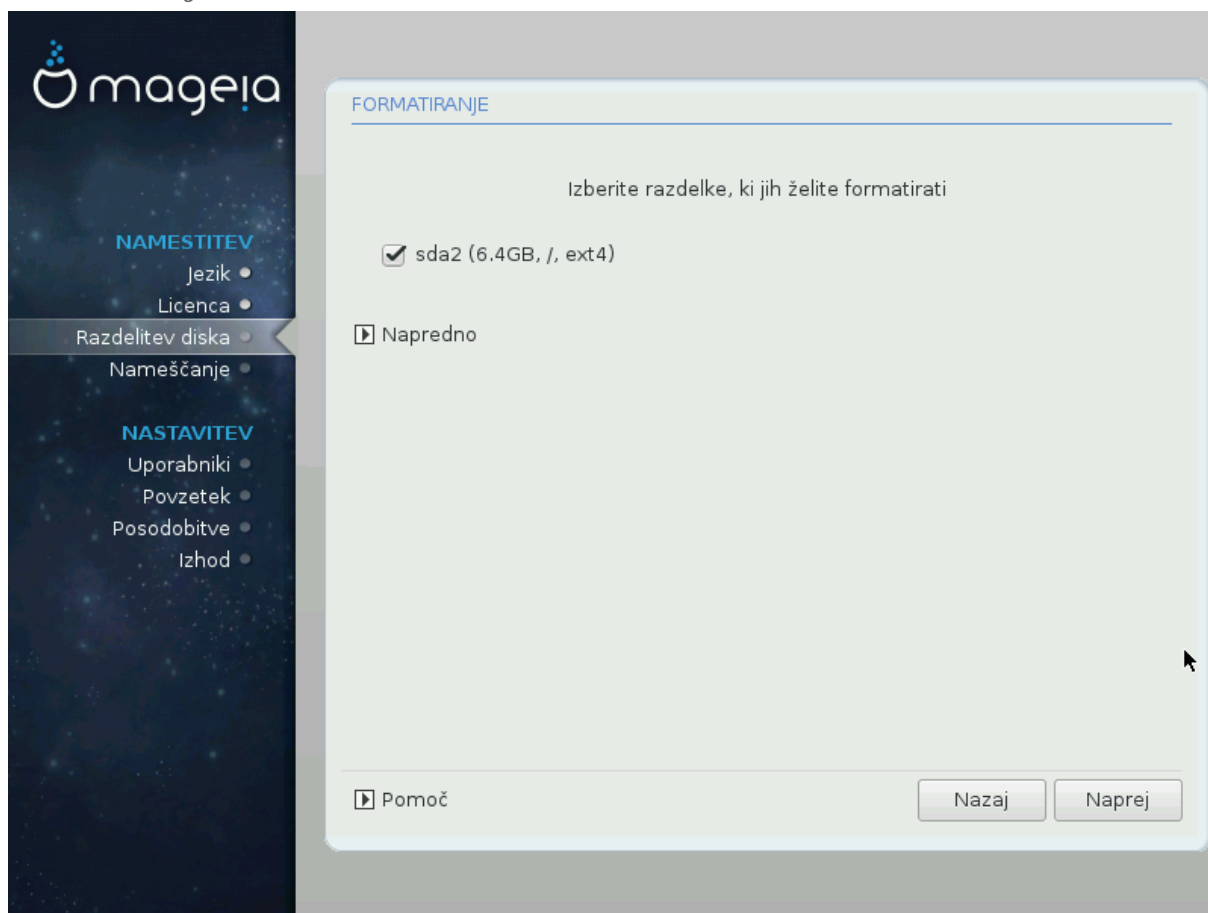 mageia
NAMESTITEV
Jezik
Licenca
Razdelitev diska
Nameščanje
NASTAVITEV
Uporabniki
Povzetek
Posodobitve
Izhod
FORMATIRANJE
Izberite razdelke, ki jih želite formatirati
sda2 (6.4GB, /, ext4)
Napredno
Pomoč
Nazaj
Naprej